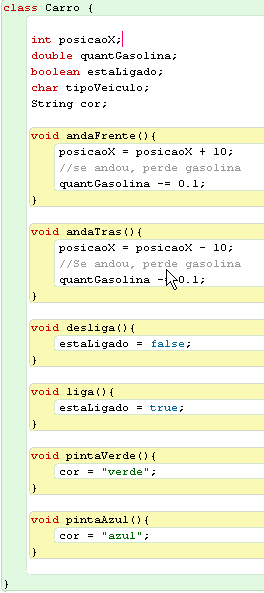 class Carro {
int posicaoX;
double quantGasolina;
boolean estaLigado;
char tipoVeiculo;
String cor;
void andaFrente(){
posicaoX = posicaoX + 10;
//se andou, perde gasolina
quantGasolina -= 0.1;
}
void andaTras(){
posicaoX = posicaoX - 10;
//Se andou, perde gasolina
quantGasolina -= 0.1;
}
void desliga(){
estaLigado = false;
}
void liga(){
estaLigado = true;
}
void pintaVerde(){
cor = "verde";
}
void pintaAzul(){
cor = "azul";
}
}